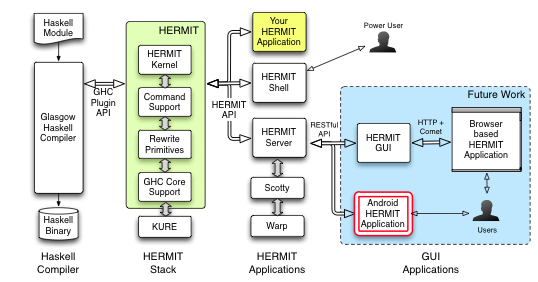 Haskell
Module
Glasgow
Haskell
Compiler
Haskell
Binary
Haskell
Compiler
GHC
Plugin
API
HERMIT
HERMIT
Kernel
Command
Support
Rewrite
Primitives
GHC Core
Support
KURE
HERMIT
Stack
HERMIT
API
Your
HERMIT
Application
HERMIT
Shell
HERMIT
Server
Scotty
Warp
HERMIT
Applications
Power User
RESTful
API
Future Work
HERMIT
GUI
HTTP +
Comet
Browser
based
HERMIT
Application
Android
HERMIT
Application
Users
GUI
Applications